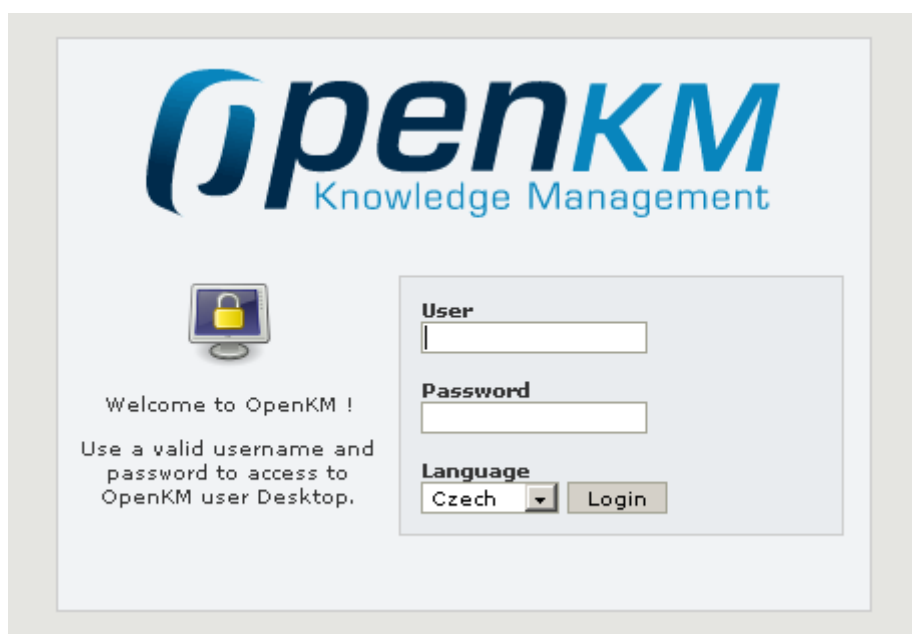 OpenKM
Knowledge Management
Welcome to OpenKM !
Use a valid username and
password to access to
OpenKM user Desktop.
User
Password
Language
Czech
Login